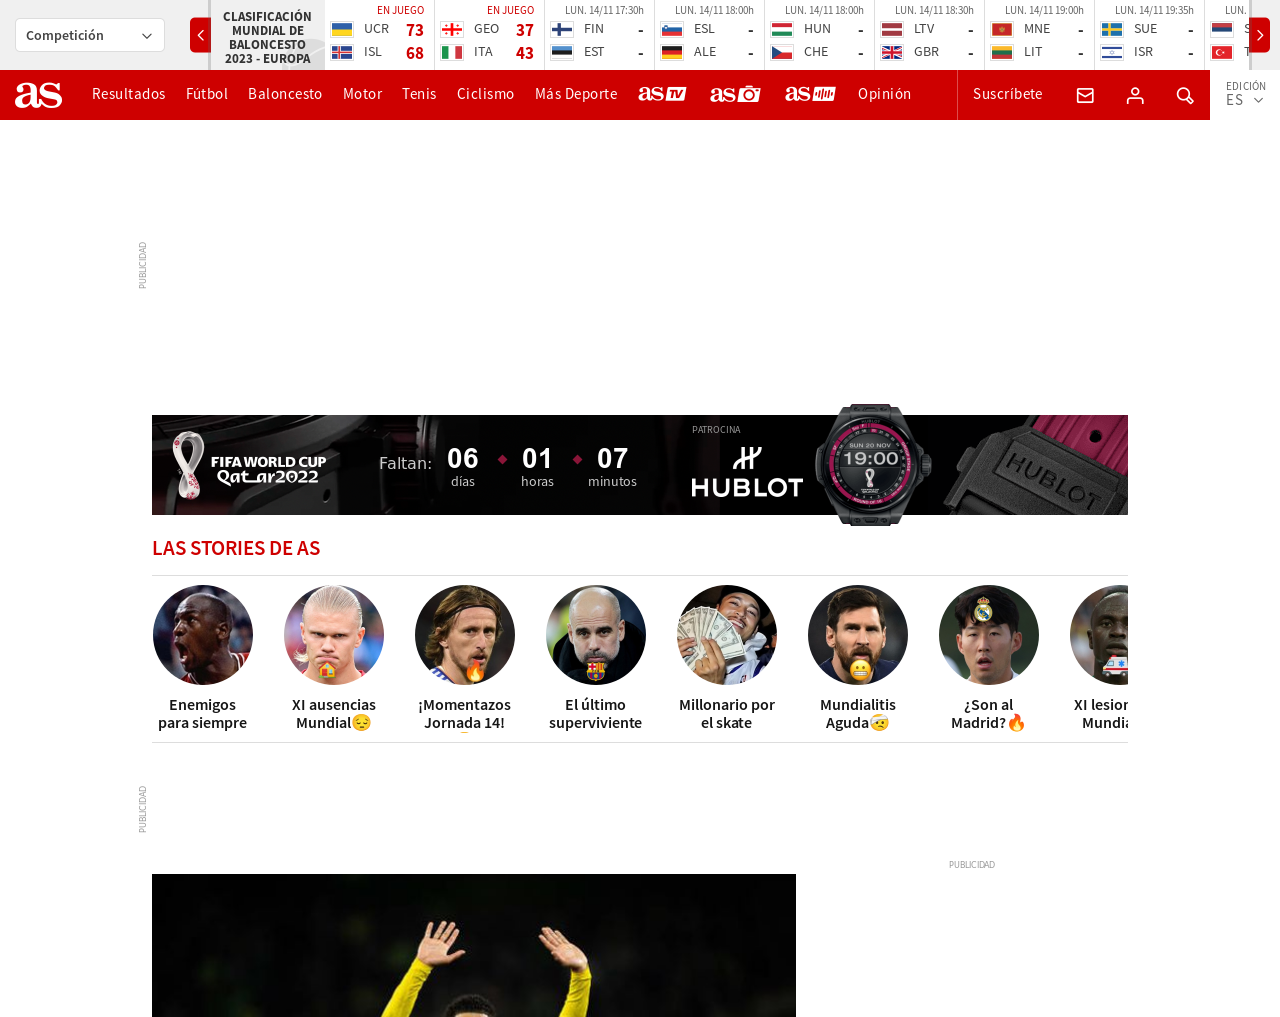 Competición
CLASIFICACIÓN
MUNDIAL DE
BALONCESTO
2023 - EUROPA
EN JUEGO
UCR 73
ISL 68
EN JUEGO
GEO 37
ITA 43
LUN. 14/11 17:30h
FIN -
EST -
LUN. 14/11 18:00h
ESL -
ALE -
LUN. 14/11 18:00h
HUN -
CHE -
LUN. 14/11 18:30h
LTV -
GBR -
LUN. 14/11 19:00h
MNE -
LIT -
LUN. 14/11 19:35h
SUE -
ISR -
LUN.
as Resultados Fútbol Baloncesto Motor Tenis Ciclismo Más Deporte as TV as as Opinión Suscríbete
EDICIÓN
ES
PUBLICIDAD
FIFA WORLD CUP
Qatar2022
Faltan: 06 01 07
días horas minutos
PATROCINA
HUBLOT
SUN 20 NOV
19:00
HUBLOT
LAS STORIES DE AS
Enemigos
para siempre
XI ausencias
Mundial😔
¡Momentazos
Jornada 14!
El último
superviviente
Millonario por
el skate
Mundialitis
Aguda🤕
¿Son al
Madrid?🔥
PUBLICIDAD
PUBLICIDAD